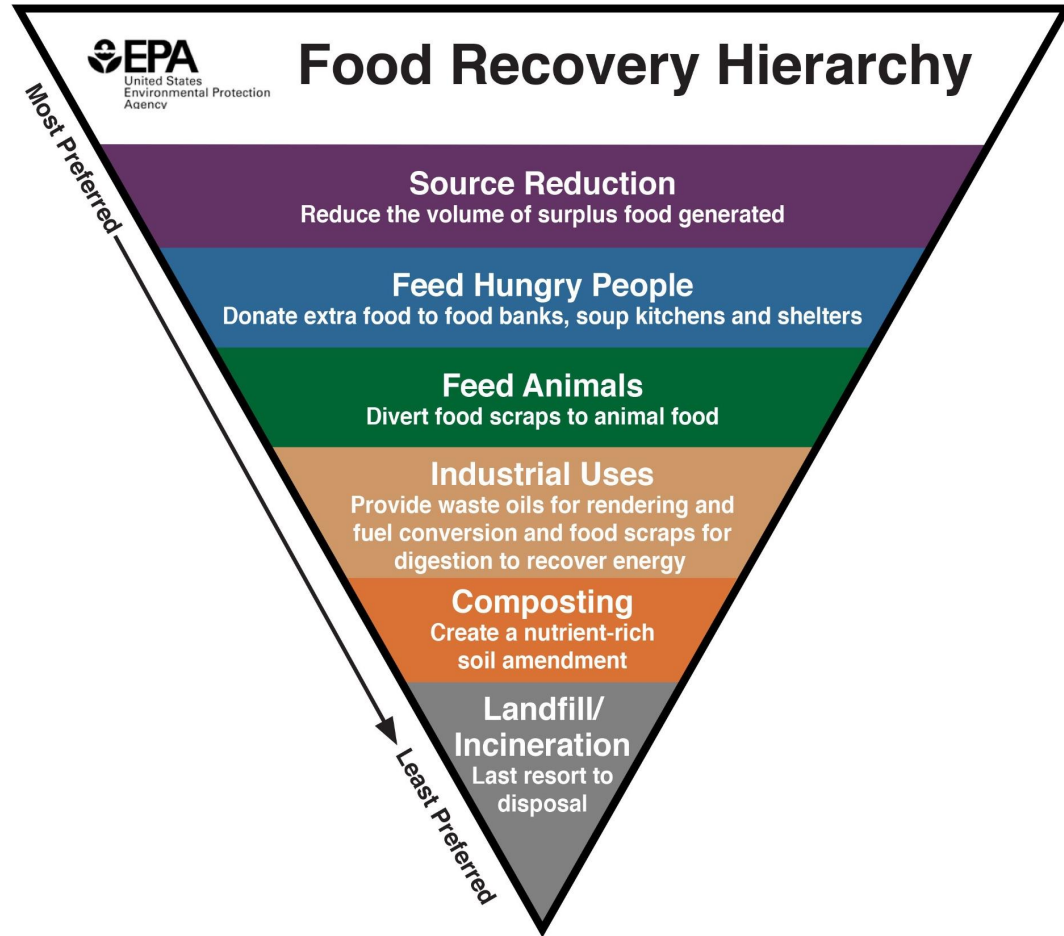 EPA
United States
Environmental Protection
Agency
Food Recovery Hierarchy
Most Preferred
Source Reduction
Reduce the volume of surplus food generated
Feed Hungry People
Donate extra food to food banks, soup kitchens and shelters
Feed Animals
Divert food scraps to animal food
Industrial Uses
Provide waste oils for rendering and
fuel conversion and food scraps for
digestion to recover energy
Composting
Create a nutrient-rich
soil amendment
Landfill/
Incineration
Last resort to
disposal
Least Preferred